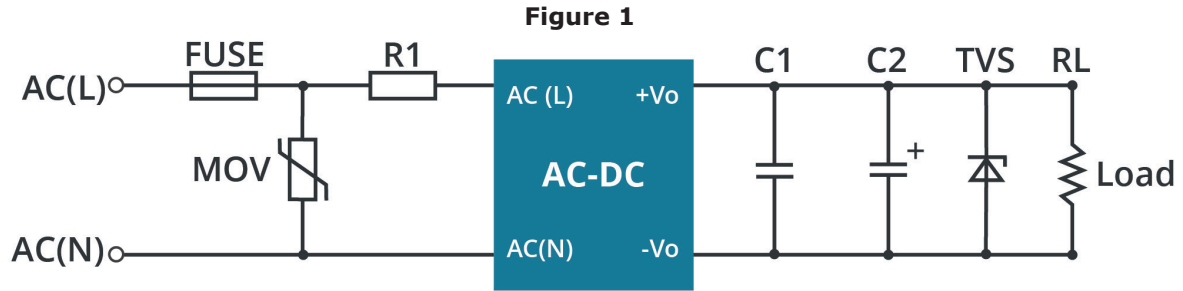 Figure 1
FUSE
R1
C1
C2
TVS
RL
AC(L)
AC (L)
+Vo
MOV
AC-DC
+
Load
AC(N)
AC(N)
-Vo